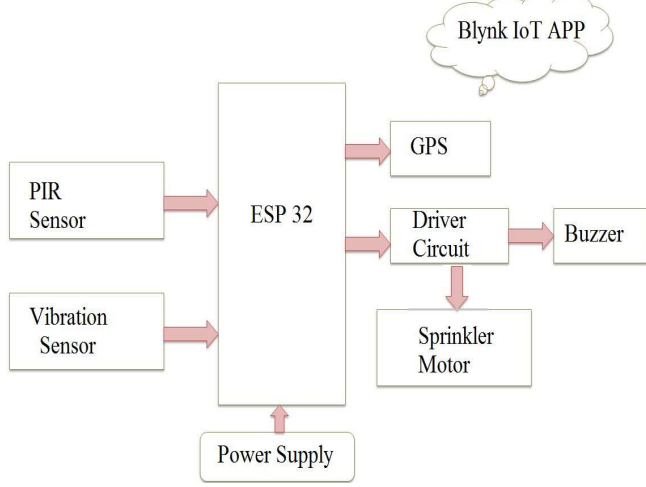 Blynk IoT APP
GPS
PIR
Sensor
ESP 32
Driver
Circuit
Buzzer
Vibration
Sensor
Sprinkler
Motor
Power Supply